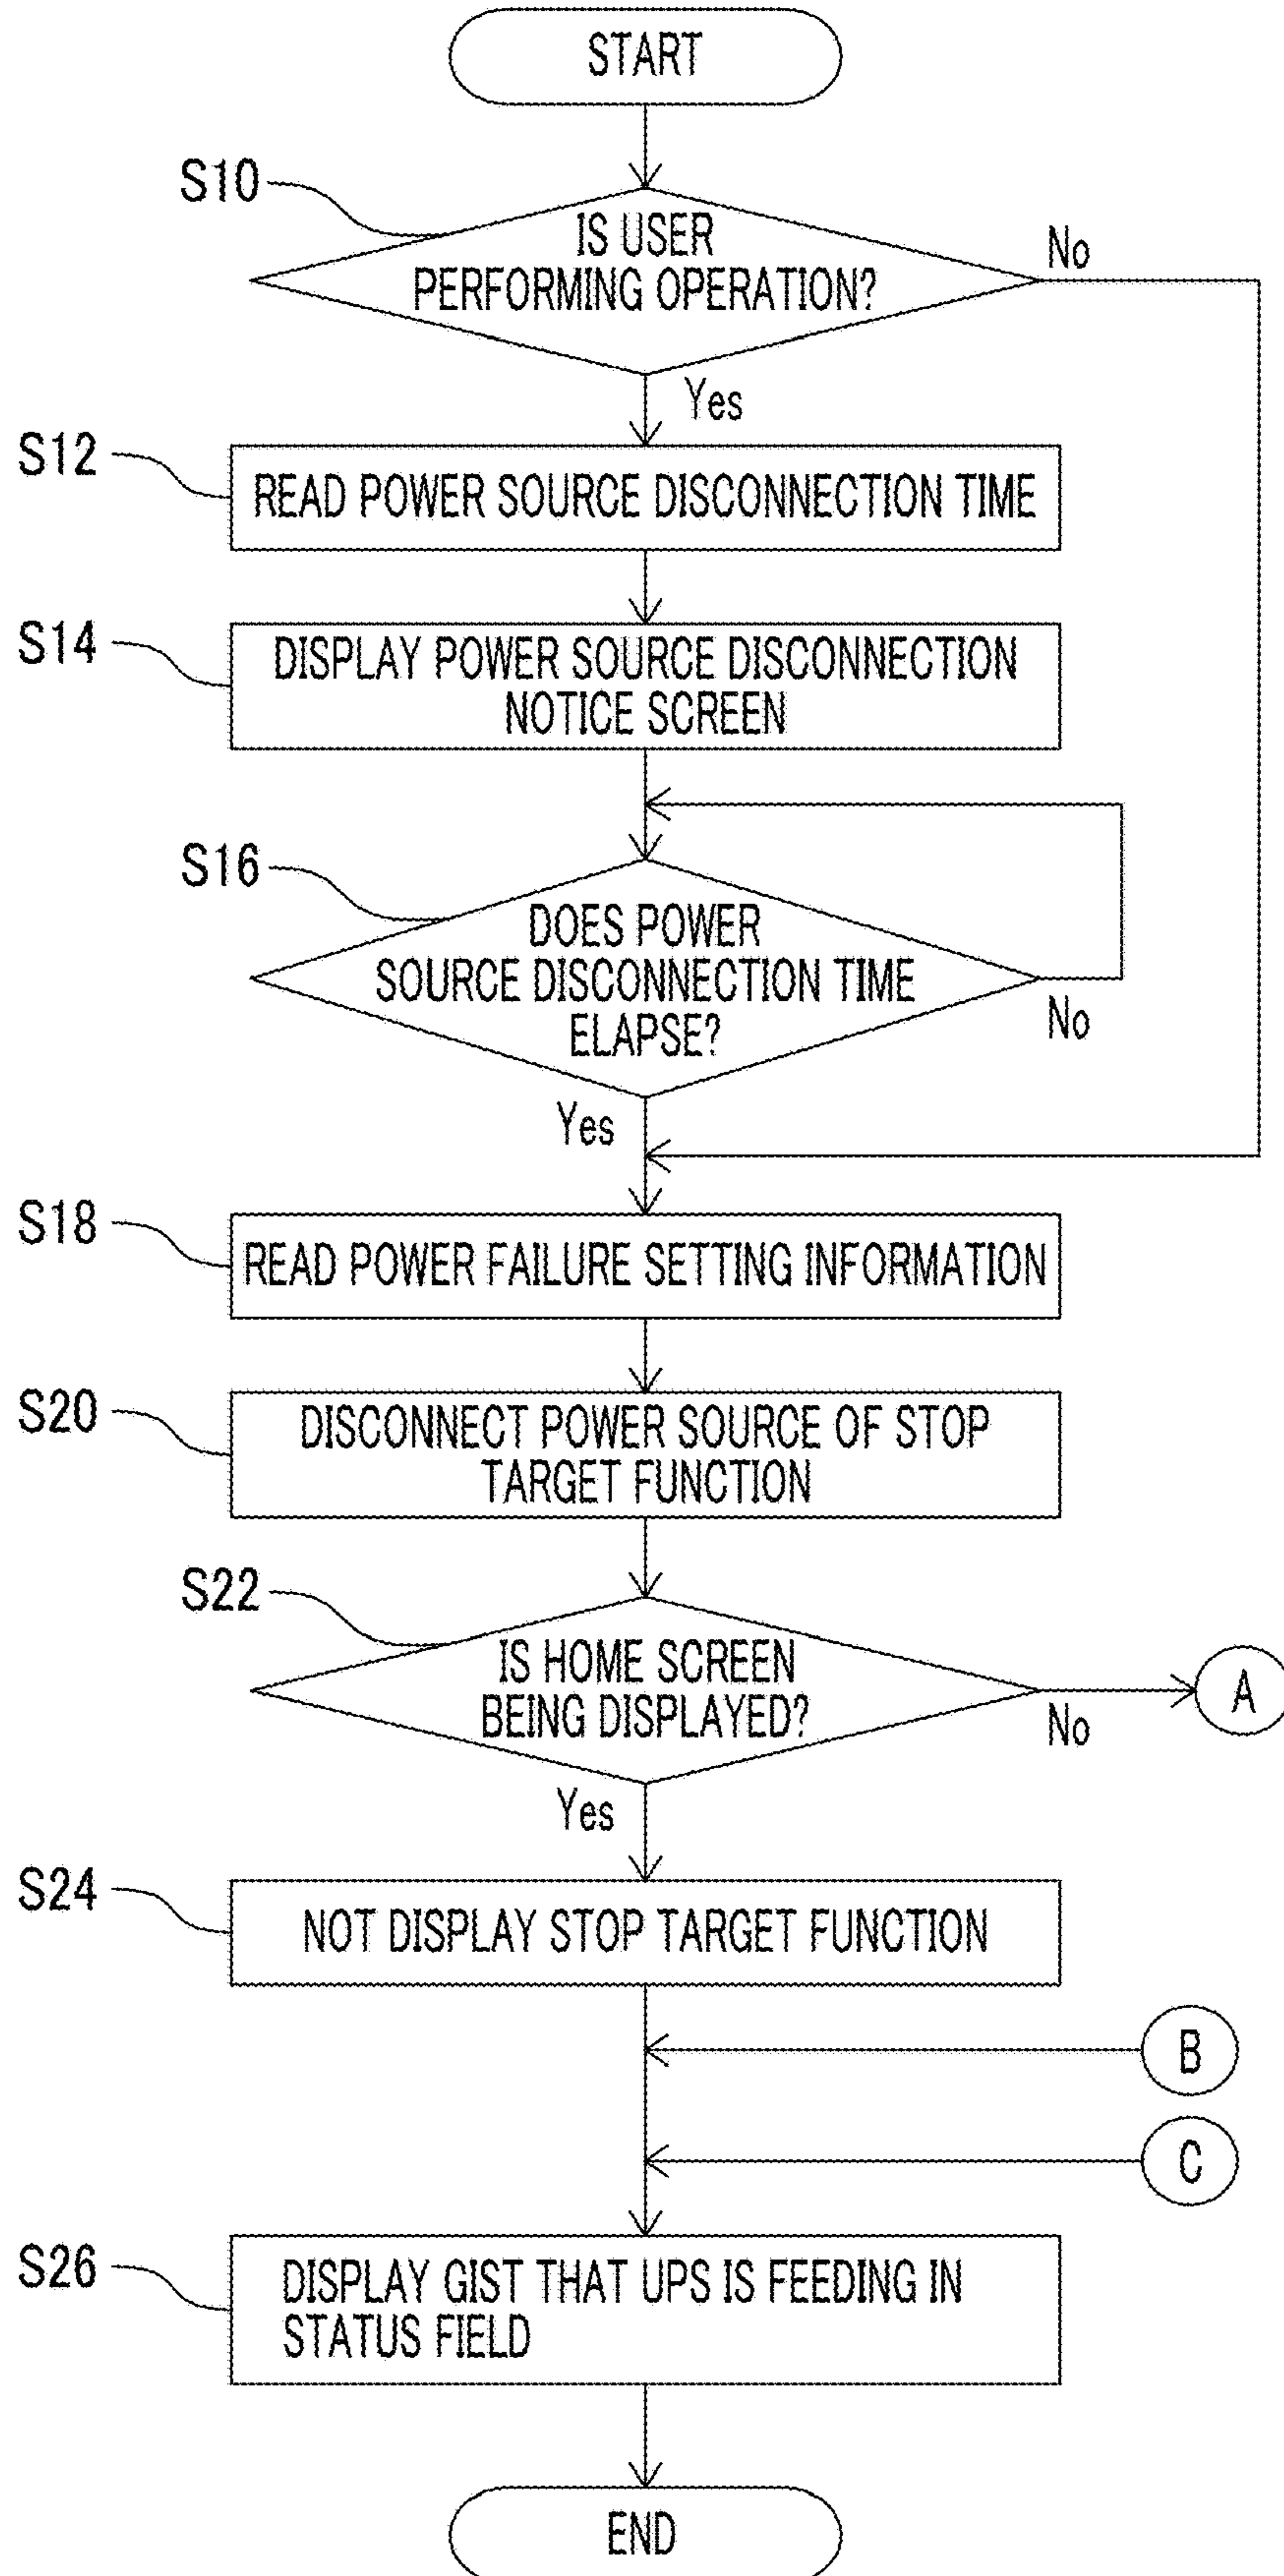 START
S10
IS USER
PERFORMING OPERATION?
No
Yes
S12
READ POWER SOURCE DISCONNECTION TIME
S14
DISPLAY POWER SOURCE DISCONNECTION
NOTICE SCREEN
S16
DOES POWER
SOURCE DISCONNECTION TIME
ELAPSE?
No
Yes
S18
READ POWER FAILURE SETTING INFORMATION
S20
DISCONNECT POWER SOURCE OF STOP
TARGET FUNCTION
S22
IS HOME SCREEN
BEING DISPLAYED?
No
A
Yes
S24
NOT DISPLAY STOP TARGET FUNCTION
B
C
S26
DISPLAY GIST THAT UPS IS FEEDING IN
STATUS FIELD
END